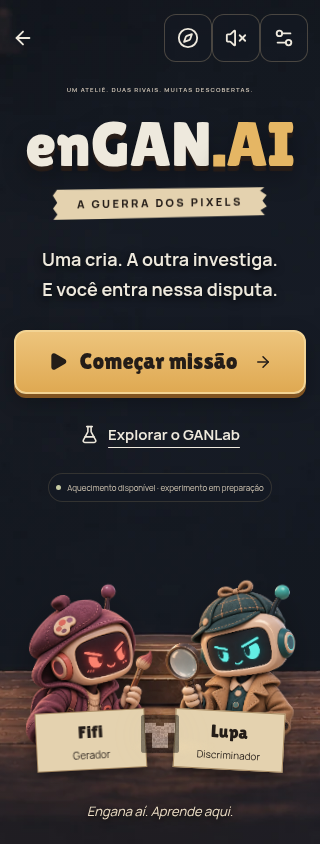 UM ATELIÊ. DUAS RIVAIS. MUITAS DESCOBERTAS.
enGAN.AI
A GUERRA DOS PIXELS
Uma cria. A outra investiga.
E você entra nessa disputa.
Começar missão
Explorar o GANLab
Aquecimento disponível · experimento em preparação
Fifi
Gerador
Lupa
Discriminador
Engana aí. Aprende aqui.